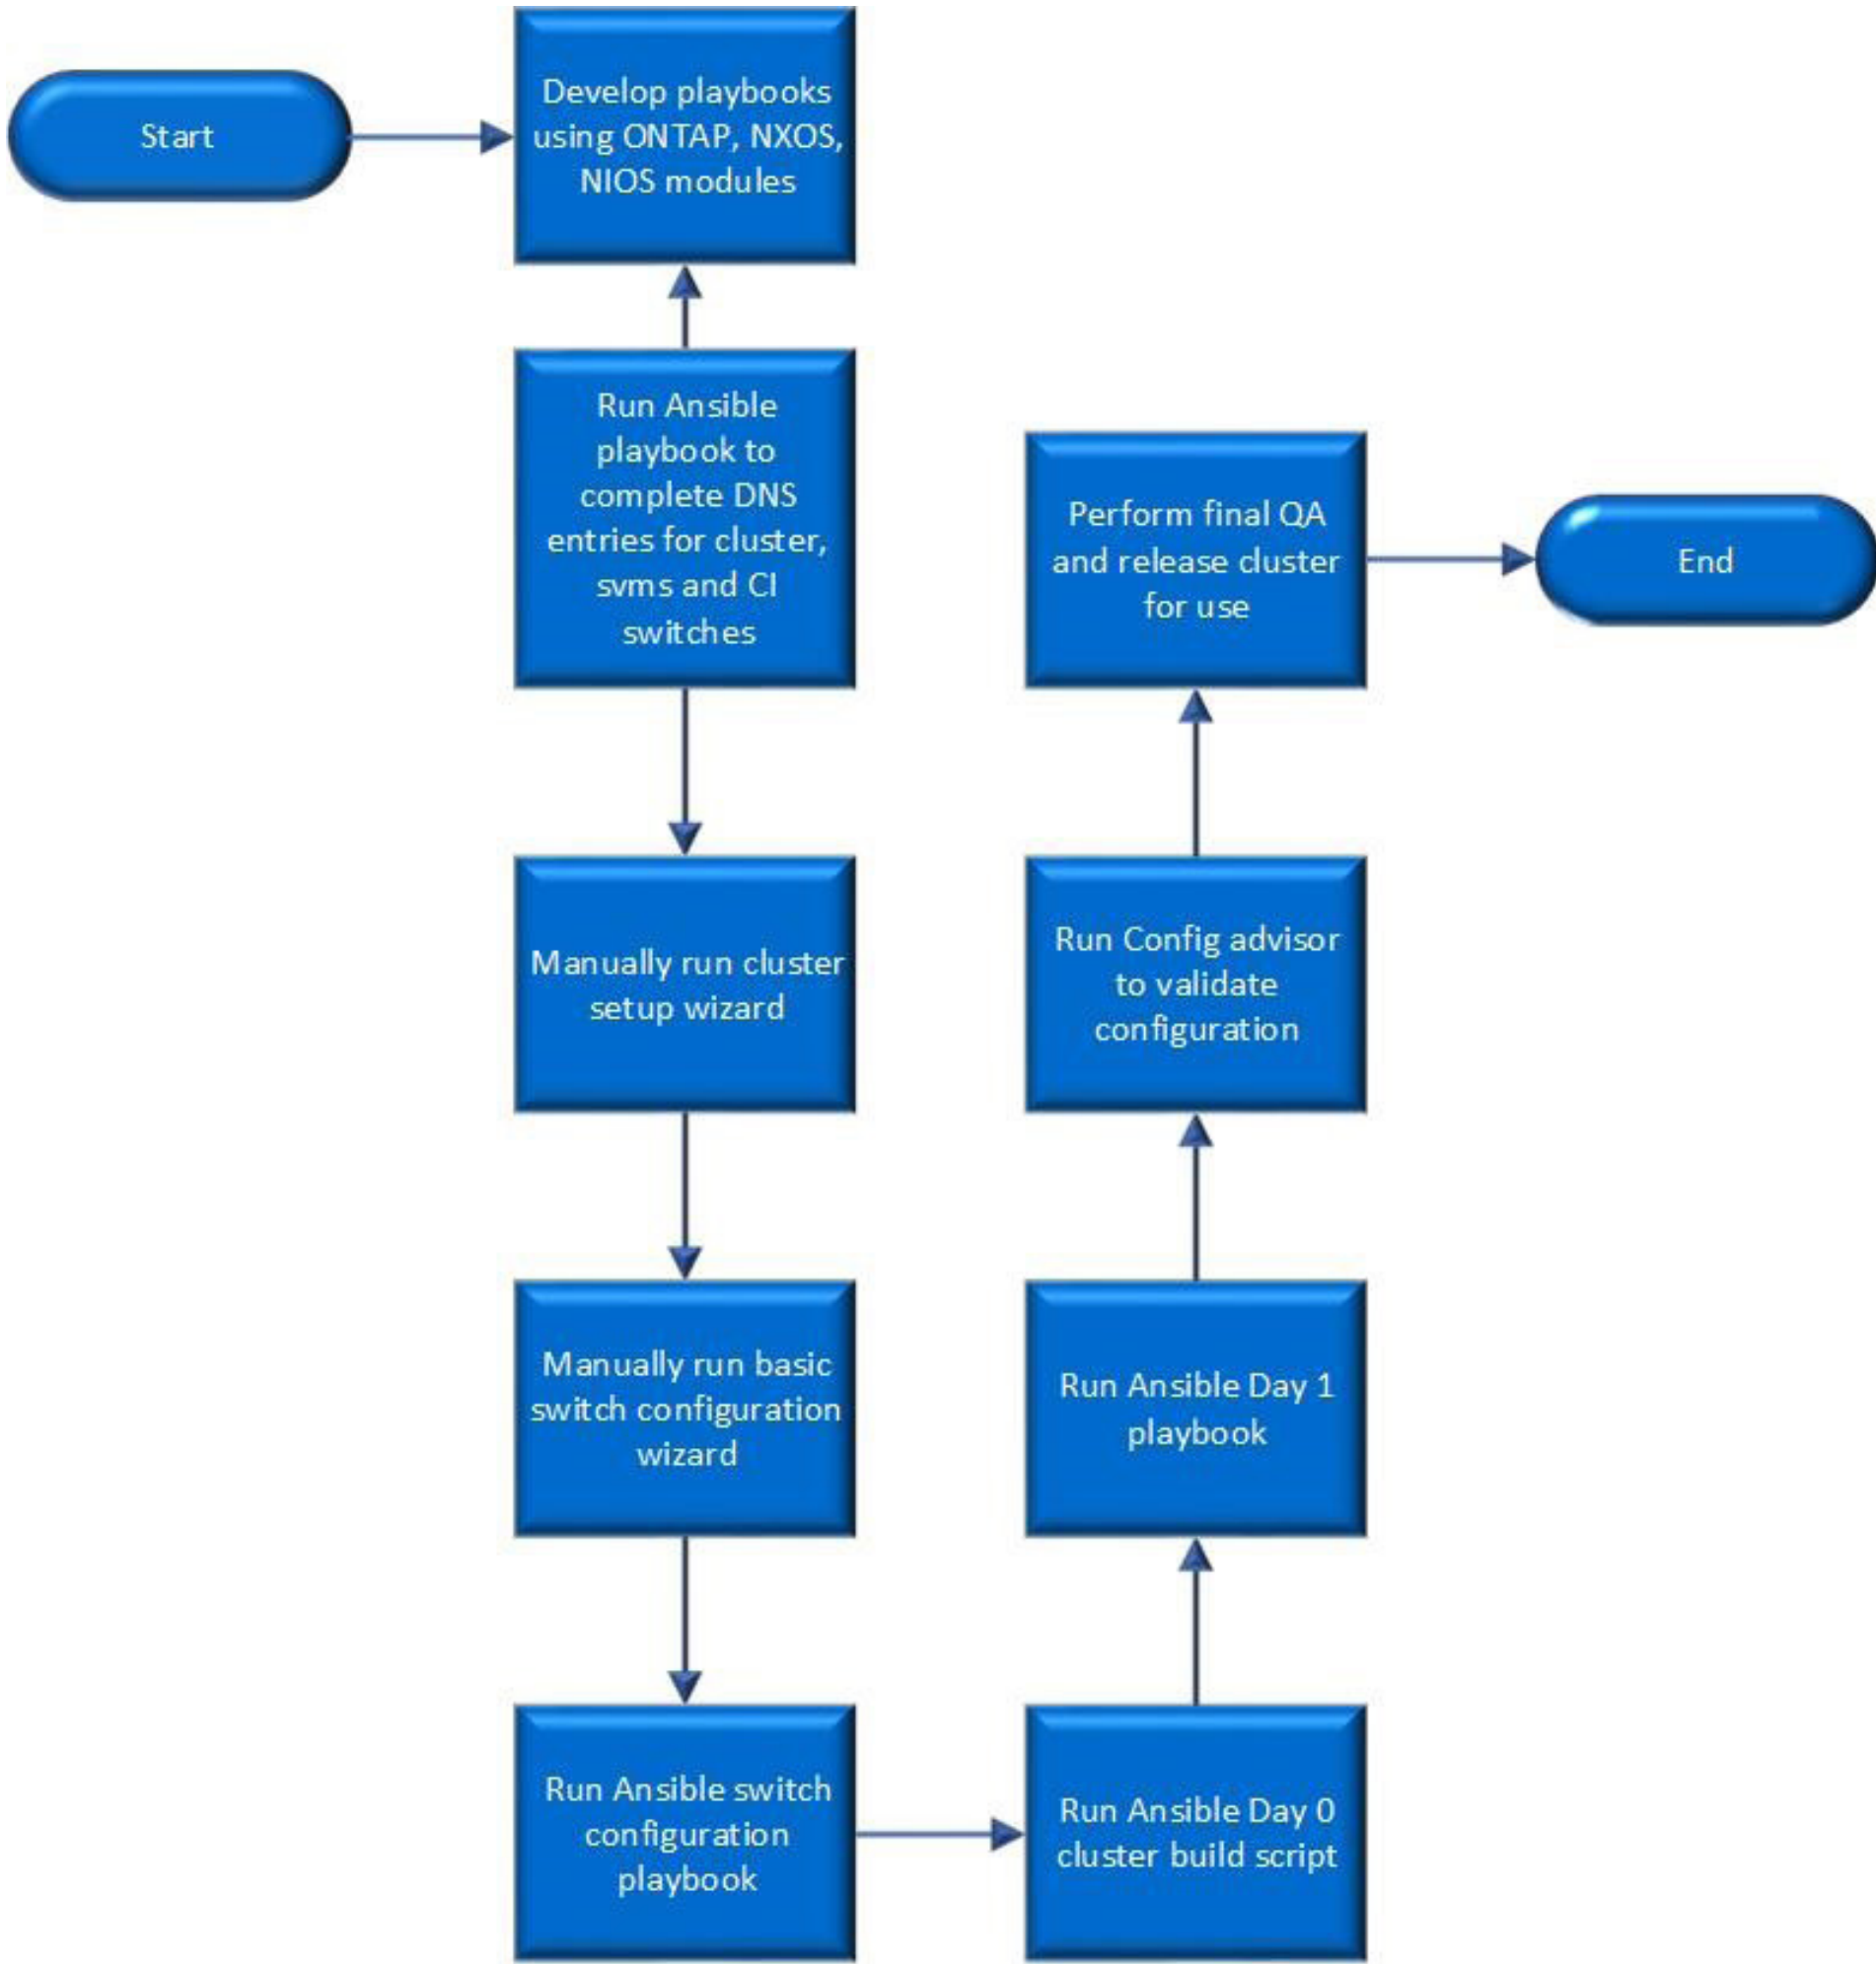 Start
Develop playbooks
using ONTAP, NXOS,
NIOS modules
Run Ansible
playbook to
complete DNS
entries for cluster,
svms and CI
switches
Manually run cluster
setup wizard
Manually run basic
switch configuration
wizard
Run Ansible switch
configuration
playbook
Run Ansible Day 0
cluster build script
Run Ansible Day 1
playbook
Run Config advisor
to validate
configuration
Perform final QA
and release cluster
for use
End